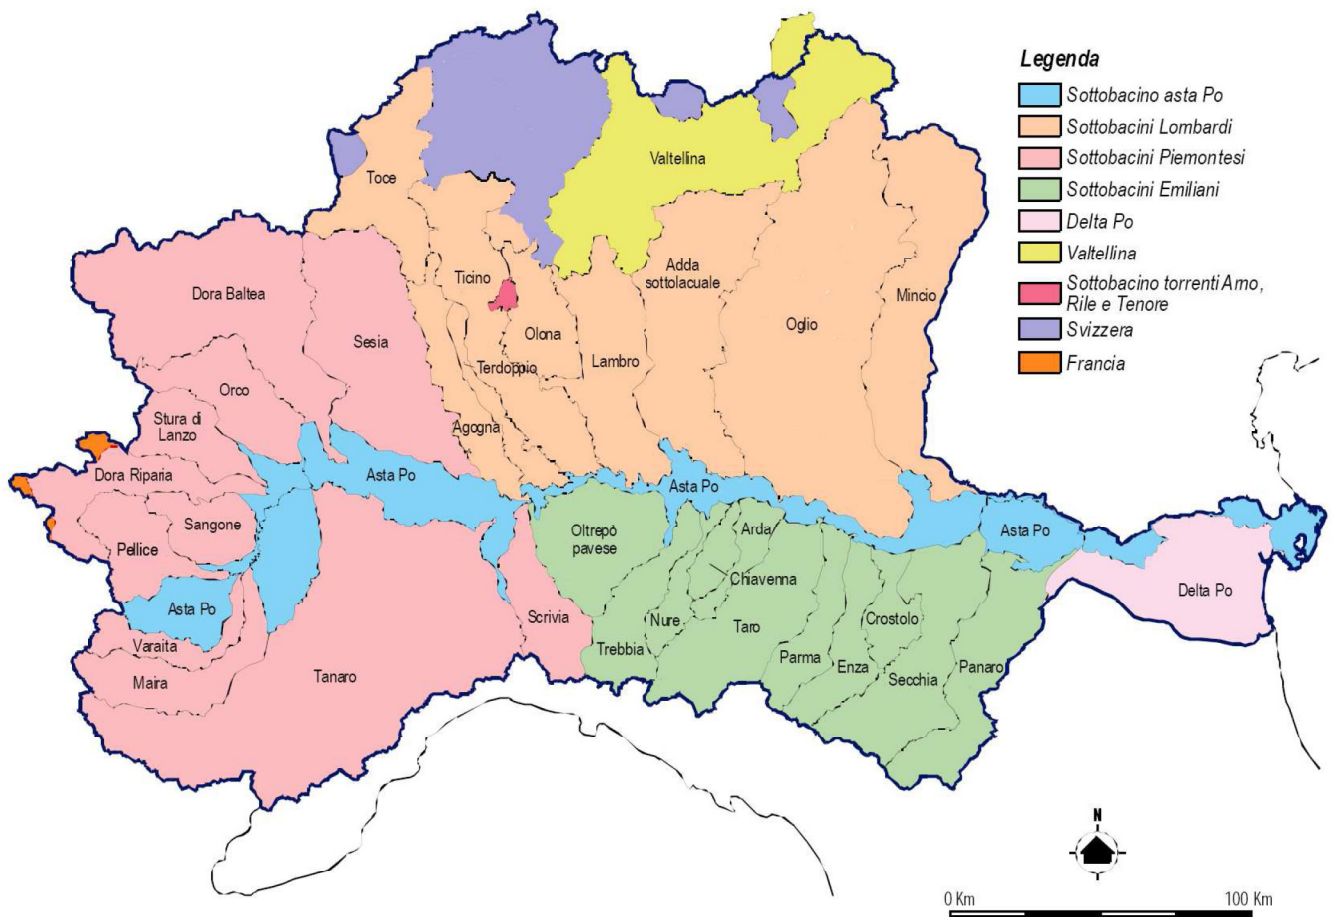 Legenda
Sottobacino asta Po
Sottobacini Lombardi
Sottobacini Piemontesi
Sottobacini Emiliani
Delta Po
Valtellina
Sottobacino torrenti Arno,
Rile e Tenore
Svizzera
Francia
Valtellina
Toce
Dora Baltea
Ticino
Adda
sottolacuale
Mincio
Oglio
Sesia
Olona
Lambro
Terdoppio
Orco
Stura di
Lanzo
Agogna
Dora Riparia
Asta Po
Asta Po
Sangone
Oltrepò
pavese
Arda
Asta Po
Pellice
Chiavenna
Delta Po
Asta Po
Scrivia
Nure
Taro
Crostolo
Varaita
Trebbia
Parma
Enza
Secchia
Panaro
Maira
Tanaro
N
0 Km
100 Km